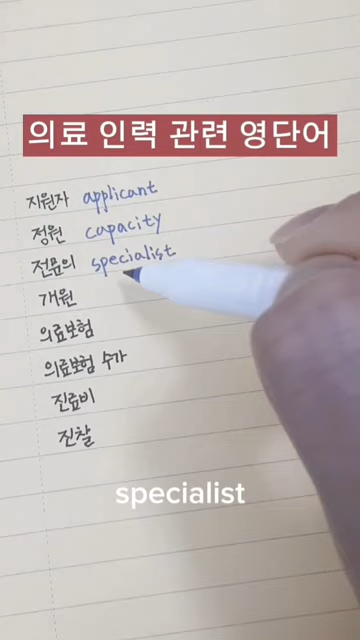 의료 인력 관련 영단어
지원자 applicant
정원 capacity
전문의 specialist
개원
의료보험
의료보험 수가
진료비
진찰
specialist